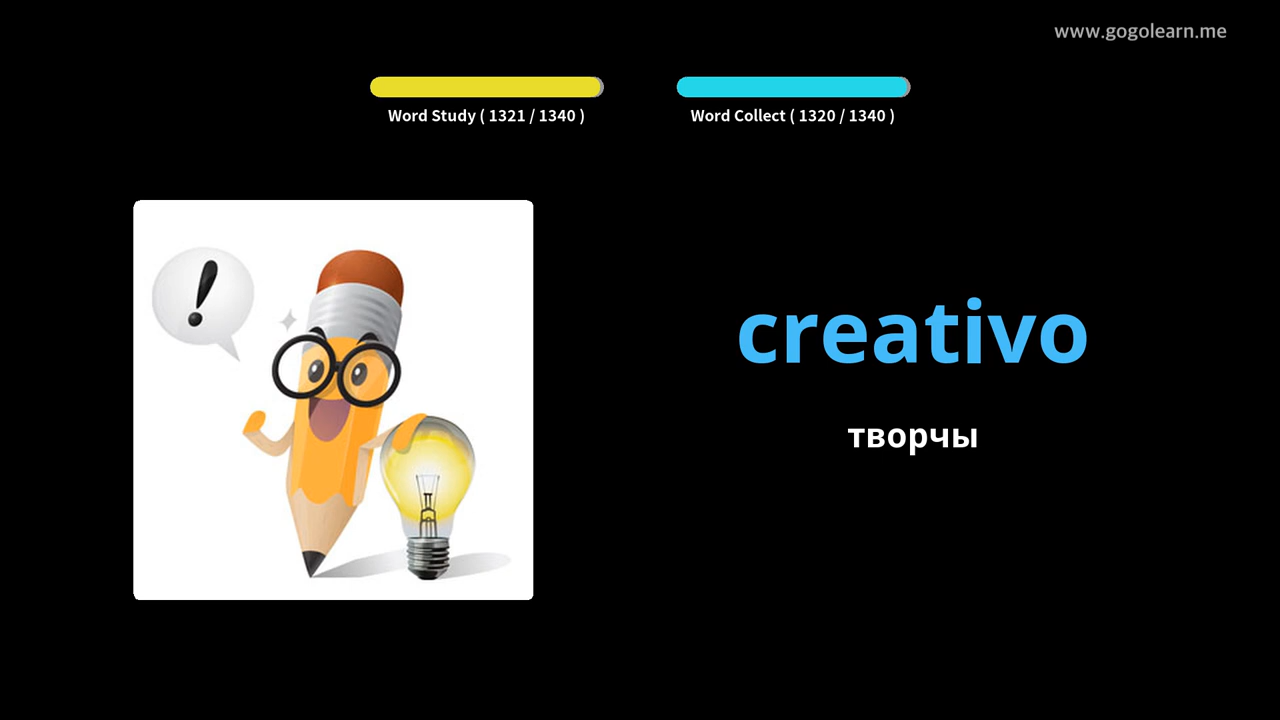 www.gogolearn.me
Word Study ( 1321 / 1340 )
Word Collect ( 1320 / 1340 )
!
creativo
творчы